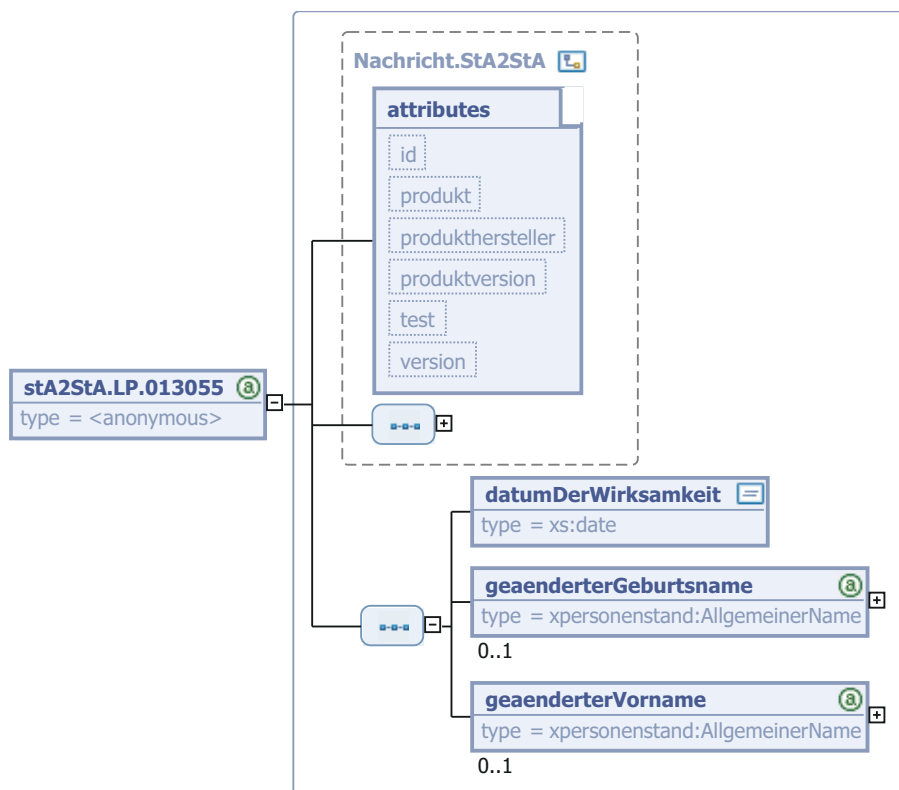 Nachricht.StA2StA
attributes
id
produkt
produkthersteller
produktversion
test
version
stA2StA.LP.013055
type = <anonymous>
datumDerWirksamkeit
type = xs:date
geaenderterGeburtsname
type = xpersonenstand:AllgemeinerName
0..1
geaenderterVorname
type = xpersonenstand:AllgemeinerName
0..1